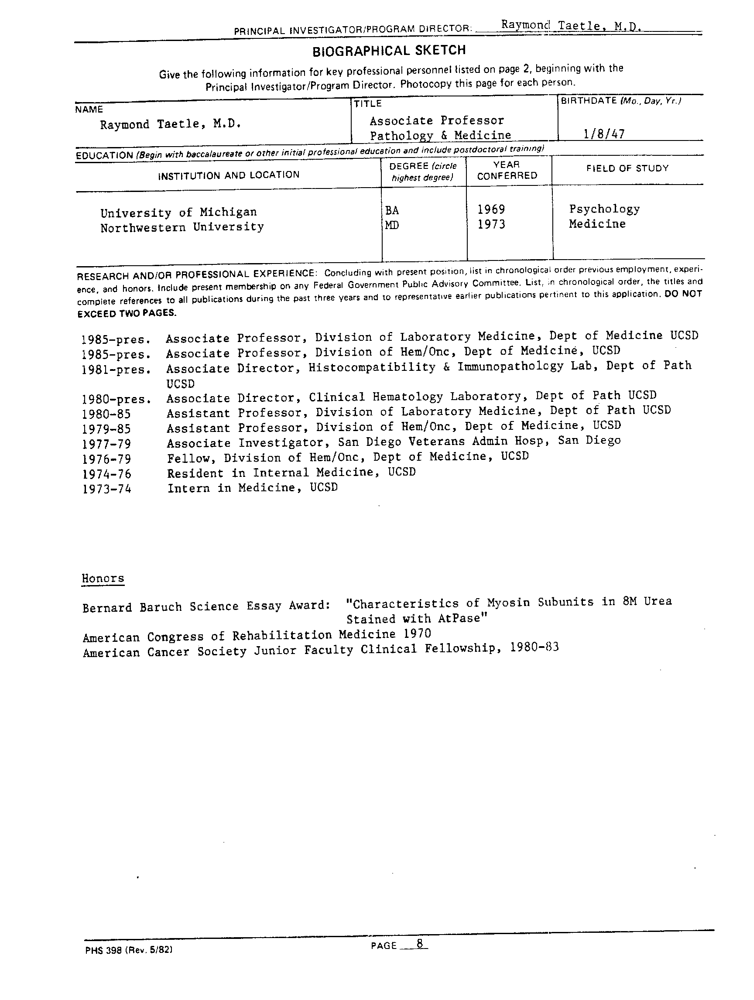 PRINCIPAL INVESTIGATOR/PROGRAM DIRECTOR: Raymond Taetle, M.D.
BIOGRAPHICAL SKETCH
Give the following information for key professional personnel listed on page 2, beginning with the
Principal Investigator/Program Director. Photocopy this page for each person.
NAME TITLE BIRTHDATE (Mo., Day, Yr.)
Raymond Taetle, M.D. Associate Professor
Pathology & Medicine 1/8/47
EDUCATION (Begin with baccalaureate or other initial professional education and include postdoctoral training)
INSTITUTION AND LOCATION DEGREE (circle highest degree) YEAR CONFERRED FIELD OF STUDY
University of Michigan BA 1969 Psychology
Northwestern University MD 1973 Medicine
RESEARCH AND/OR PROFESSIONAL EXPERIENCE: Concluding with present position, list in chronological order previous employment, experi-
ence, and honors. Include present membership on any Federal Government Public Advisory Committee. List, in chronological order, the titles and
complete references to all publications during the past three years and to representative earlier publications pertinent to this application. DO NOT
EXCEED TWO PAGES.
1985-pres. Associate Professor, Division of Laboratory Medicine, Dept of Medicine UCSD
1985-pres. Associate Professor, Division of Hem/Onc, Dept of Medicine, UCSD
1981-pres. Associate Director, Histocompatibility & Immunopathology Lab, Dept of Path
UCSD
1980-pres. Associate Director, Clinical Hematology Laboratory, Dept of Path UCSD
1980-85 Assistant Professor, Division of Laboratory Medicine, Dept of Path UCSD
1979-85 Assistant Professor, Division of Hem/Onc, Dept of Medicine, UCSD
1977-79 Associate Investigator, San Diego Veterans Admin Hosp, San Diego
1976-79 Fellow, Division of Hem/Onc, Dept of Medicine, UCSD
1974-76 Resident in Internal Medicine, UCSD
1973-74 Intern in Medicine, UCSD
Honors
Bernard Baruch Science Essay Award: "Characteristics of Myosin Subunits in 8M Urea
Stained with AtPase"
American Congress of Rehabilitation Medicine 1970
American Cancer Society Junior Faculty Clinical Fellowship, 1980-83
PHS 398 (Rev. 5/82) PAGE 8